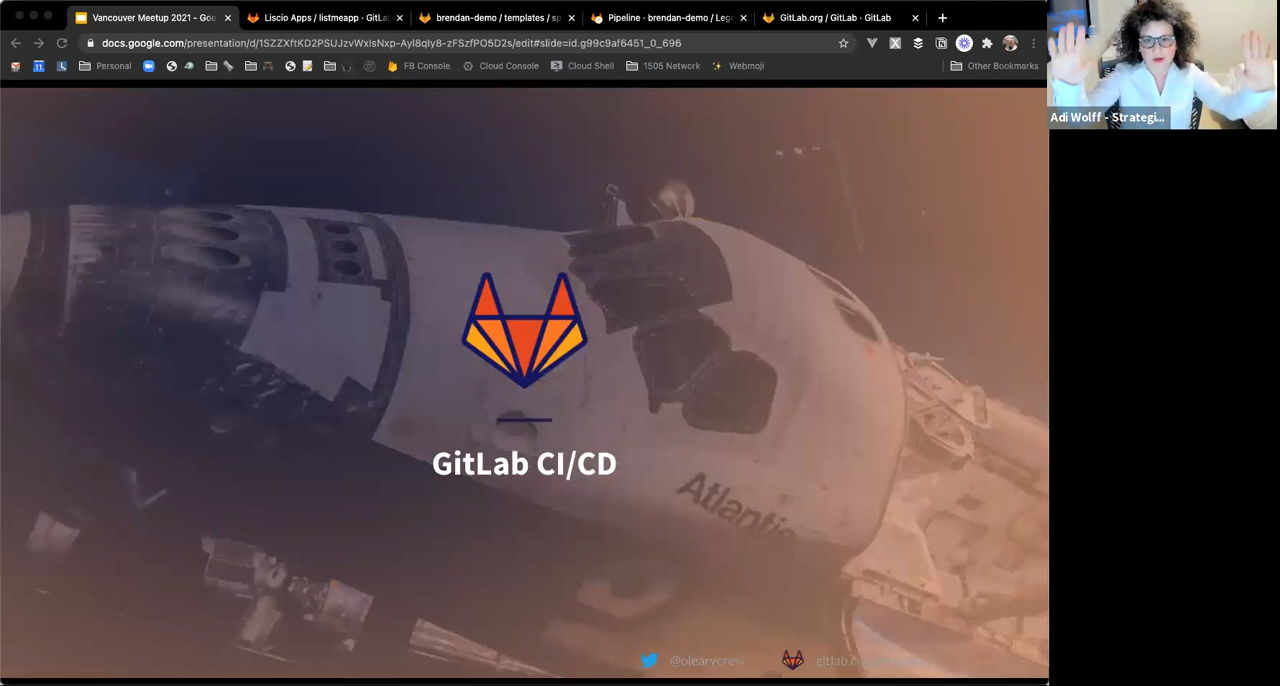 Vancouver Meetup 2021 - Goo
Liscio Apps / listmeapp · GitLa
brendan-demo / templates / sp
Pipeline · brendan-demo / Leg
GitLab.org / GitLab · GitLab
docs.google.com/presentation/d/1SZZXftKD2PSUJzvWxIsNxp-AyI8qIy8-zFSzfPO5D2s/edit#slide=id.g99c9af6451_0_696
Personal
FB Console
Cloud Console
Cloud Shell
1505 Network
Webmoji
Other Bookmarks
Adi Wolff - Strategi...
GitLab CI/CD
Atlantis
@olearycrew